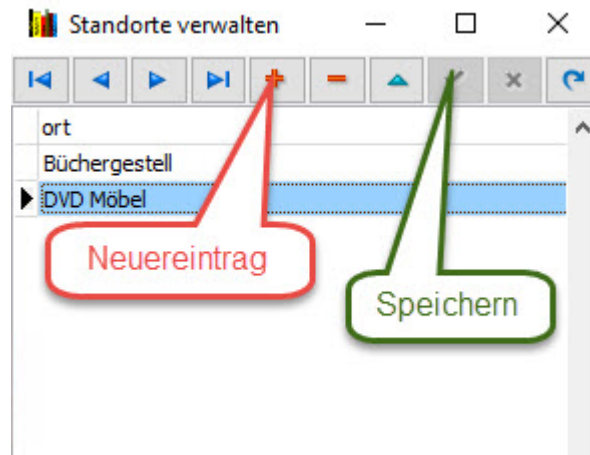 Standorte verwalten
ort
Büchergestell
DVD Möbel
Neuereintrag
Speichern